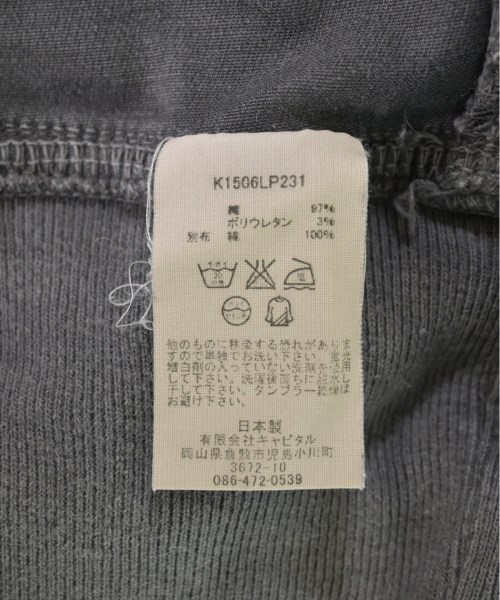 K1506LP231
綿 97%
ポリウレタン 3%
別布 綿 100%
他のものに移染する恐れがありま
すので単独でお洗い下さい。蛍光
増白剤の入っていない洗剤を使用
して下さい。洗濯後直ちに脱水し
干して下さい。タンブラー乾燥は
お避け下さい。
日本製
有限会社キャピタル
岡山県倉敷市児島小川町
3672-10
086-472-0539